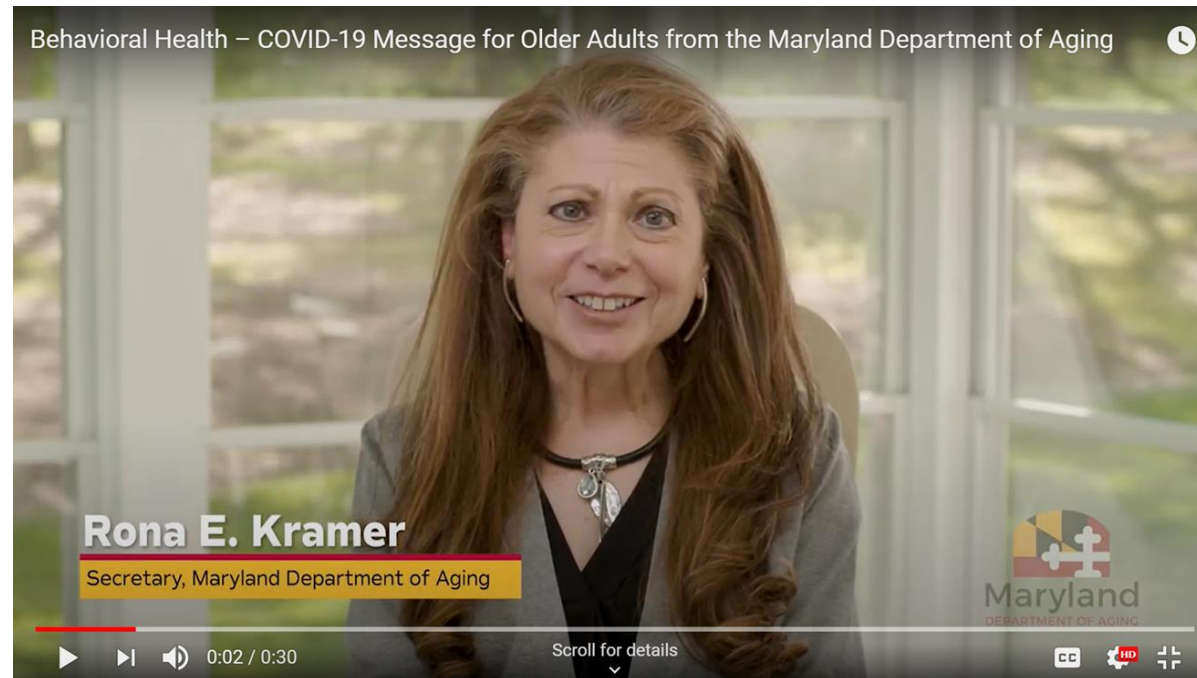 Behavioral Health – COVID-19 Message for Older Adults from the Maryland Department of Aging
Rona E. Kramer
Secretary, Maryland Department of Aging
Maryland
DEPARTMENT OF AGING
0:02 / 0:30
Scroll for details
CC
HD